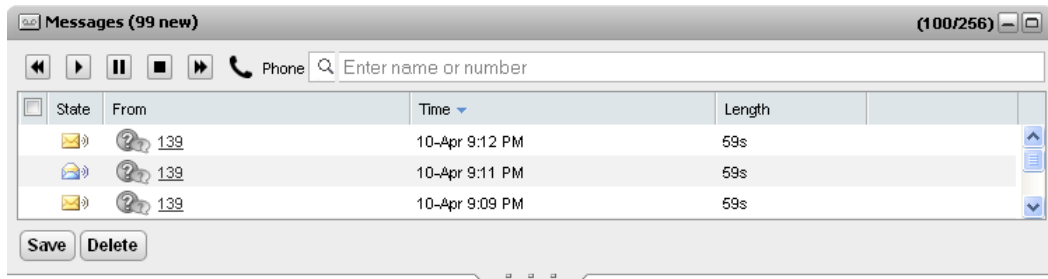 Messages (99 new) (100/256)
Phone Enter name or number
State From Time Length
139 10-Apr 9:12 PM 59s
139 10-Apr 9:11 PM 59s
139 10-Apr 9:09 PM 59s
Save Delete